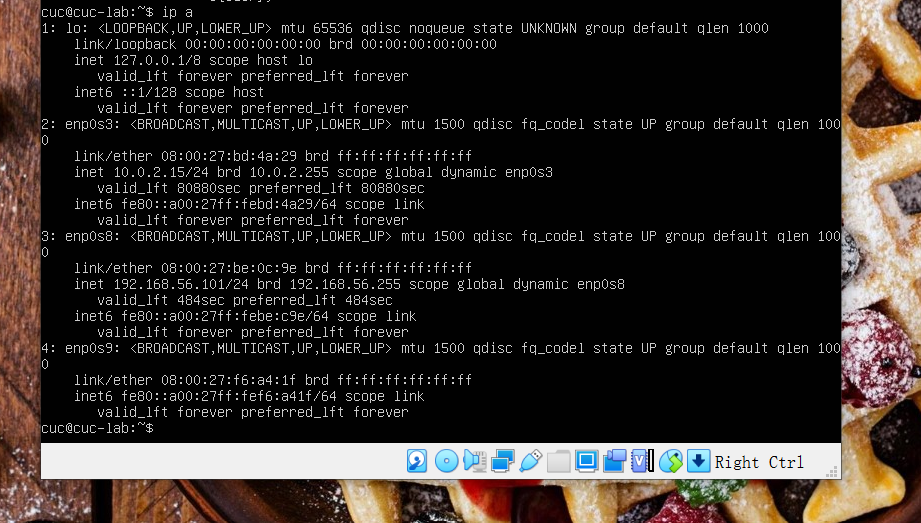 cuc@cuc-lab:~$ ip a
1: lo: <LOOPBACK,UP,LOWER_UP> mtu 65536 qdisc noqueue state UNKNOWN group default qlen 1000
link/loopback 00:00:00:00:00:00 brd 00:00:00:00:00:00
inet 127.0.0.1/8 scope host lo
valid_lft forever preferred_lft forever
inet6 ::1/128 scope host
valid_lft forever preferred_lft forever
2: enp0s3: <BROADCAST,MULTICAST,UP,LOWER_UP> mtu 1500 qdisc fq_codel state UP group default qlen 100
0
link/ether 08:00:27:bd:4a:29 brd ff:ff:ff:ff:ff:ff
inet 10.0.2.15/24 brd 10.0.2.255 scope global dynamic enp0s3
valid_lft 80880sec preferred_lft 80880sec
inet6 fe80::a00:27ff:febd:4a29/64 scope link
valid_lft forever preferred_lft forever
3: enp0s8: <BROADCAST,MULTICAST,UP,LOWER_UP> mtu 1500 qdisc fq_codel state UP group default qlen 100
0
link/ether 08:00:27:be:0c:9e brd ff:ff:ff:ff:ff:ff
inet 192.168.56.101/24 brd 192.168.56.255 scope global dynamic enp0s8
valid_lft 484sec preferred_lft 484sec
inet6 fe80::a00:27ff:febe:c9e/64 scope link
valid_lft forever preferred_lft forever
4: enp0s9: <BROADCAST,MULTICAST,UP,LOWER_UP> mtu 1500 qdisc fq_codel state UP group default qlen 100
0
link/ether 08:00:27:f6:a4:1f brd ff:ff:ff:ff:ff:ff
inet6 fe80::a00:27ff:fef6:a41f/64 scope link
valid_lft forever preferred_lft forever
cuc@cuc-lab:~$
Right Ctrl